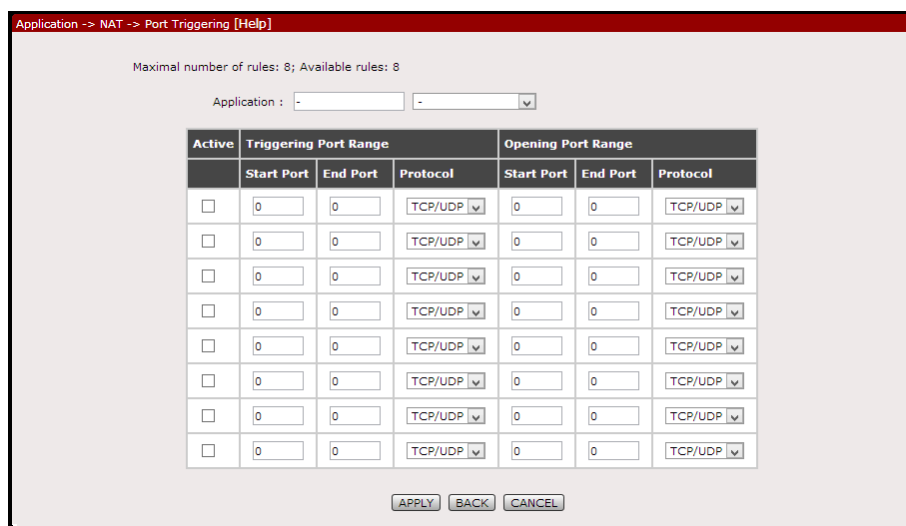 Application -> NAT -> Port Triggering [Help]
Maximal number of rules: 8; Available rules: 8
Application : - -
Active Triggering Port Range Opening Port Range
Start Port End Port Protocol Start Port End Port Protocol
0 0 TCP/UDP 0 0 TCP/UDP
0 0 TCP/UDP 0 0 TCP/UDP
0 0 TCP/UDP 0 0 TCP/UDP
0 0 TCP/UDP 0 0 TCP/UDP
0 0 TCP/UDP 0 0 TCP/UDP
0 0 TCP/UDP 0 0 TCP/UDP
0 0 TCP/UDP 0 0 TCP/UDP
0 0 TCP/UDP 0 0 TCP/UDP
APPLY BACK CANCEL